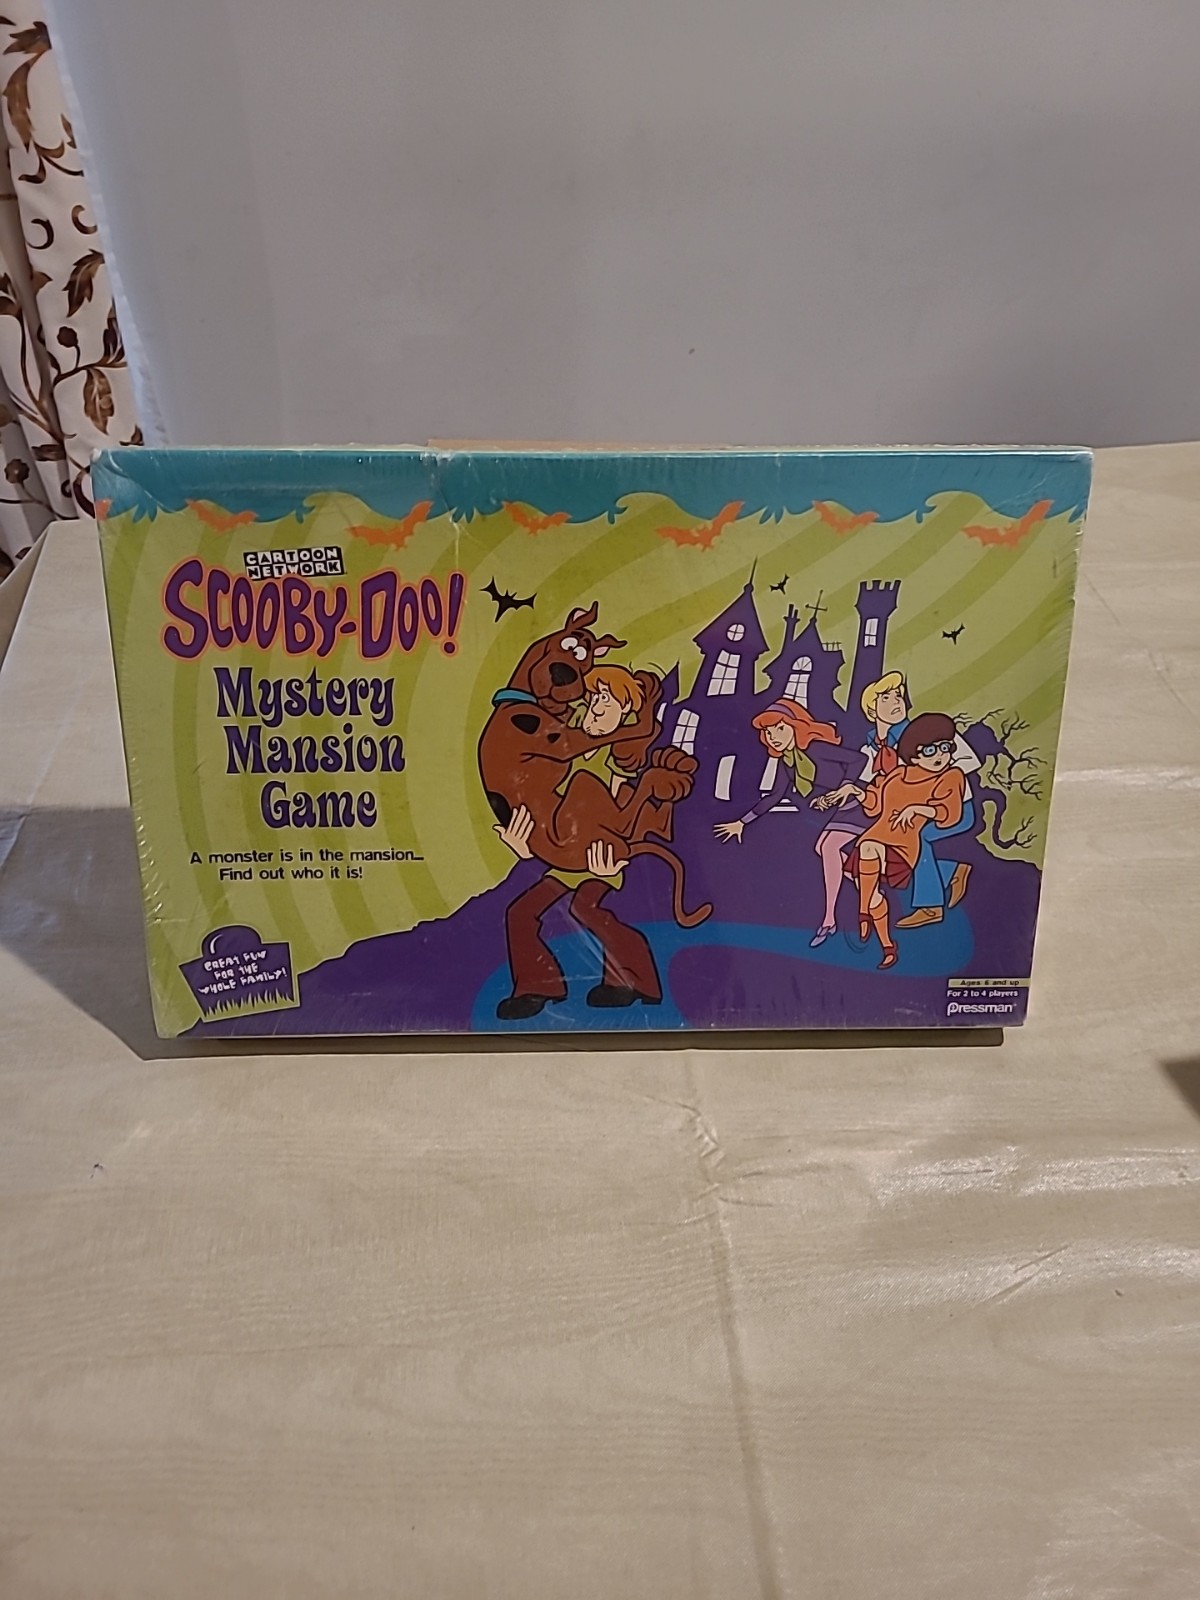 CARTOON
NETWORK
SCOOBY-DOO!
Mystery
Mansion
Game
A monster is in the mansion...
Find out who it is!
GREAT FUN
FOR THE
WHOLE FAMILY!
Ages 6 and up
For 2 to 4 players
Pressman®